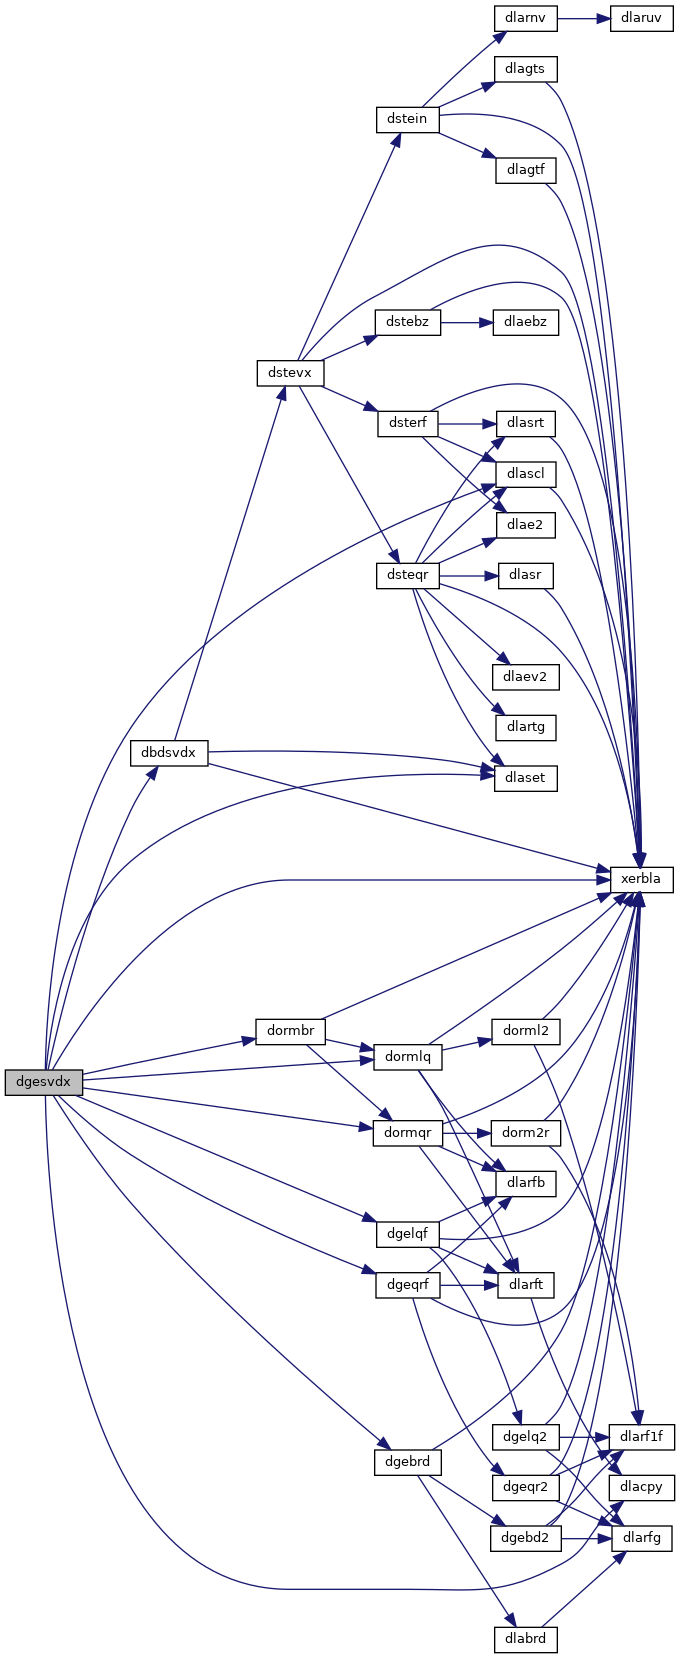 dlarnv
dlaruv
dlagts
dstein
dlagtf
dstebz
dlaebz
dstevx
dsterf
dlasrt
dlascl
dlae2
dsteqr
dlasr
dlaev2
dlartg
dbdsvdx
dlaset
xerbla
dormbr
dorml2
dormlq
dgesvdx
dormqr
dorm2r
dlarfb
dgelqf
dgeqrf
dlarft
dgelq2
dlarf1f
dgebrd
dgeqr2
dlacpy
dgebd2
dlarfg
dlabrd